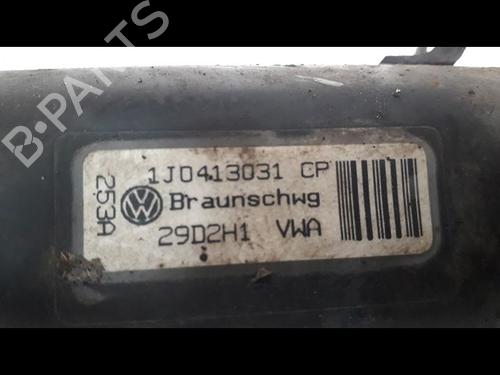 B-PARTS
1J0413031 CP
253A
Braunschwg
29D2H1 VWA